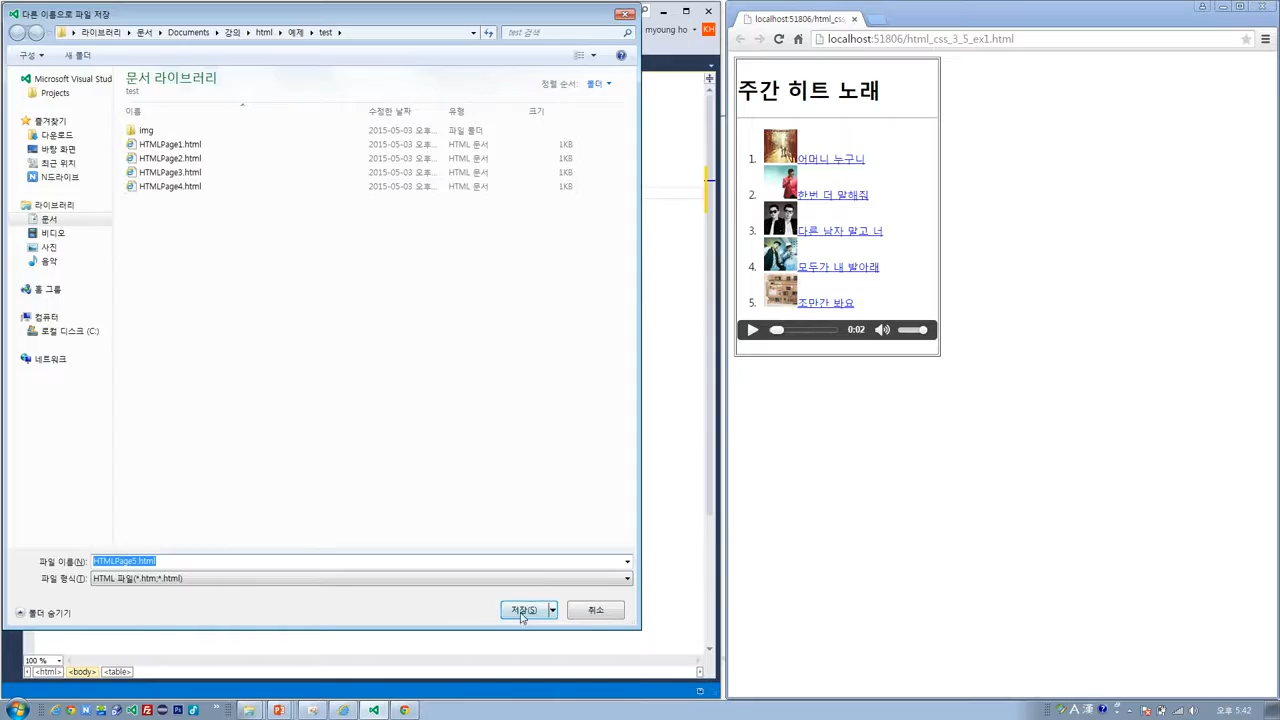 다른 이름으로 파일 저장
라이브러리 ▸ 문서 ▸ Documents ▸ 강의 ▸ html ▸ 예제 ▸ test ▸
test 검색
구성
새 폴더
Microsoft Visual Stud
Projects
즐겨찾기
다운로드
바탕 화면
최근 위치
N드라이브
라이브러리
문서
비디오
사진
음악
홈 그룹
컴퓨터
로컬 디스크 (C:)
네트워크
문서 라이브러리
test
정렬 순서: 폴더
이름 수정한 날짜 유형 크기
img 2015-05-03 오후... 파일 폴더
HTMLPage1.html 2015-05-03 오후... HTML 문서 1KB
HTMLPage2.html 2015-05-03 오후... HTML 문서 1KB
HTMLPage3.html 2015-05-03 오후... HTML 문서 1KB
HTMLPage4.html 2015-05-03 오후... HTML 문서 1KB
파일 이름(N): HTMLPage5.html
파일 형식(T): HTML 파일(*.htm;*.html)
폴더 숨기기
저장(S)
취소
myoung ho
KH
100 %
<html> <body> <table>
localhost:51806/html_cs
localhost:51806/html_css_3_5_ex1.html
주간 히트 노래
1. 어머니 누구니
2. 한번 더 말해줘
3. 다른 남자 말고 너
4. 모두가 내 발아래
5. 조만간 봐요
0:02
A 漢
오후 5:42